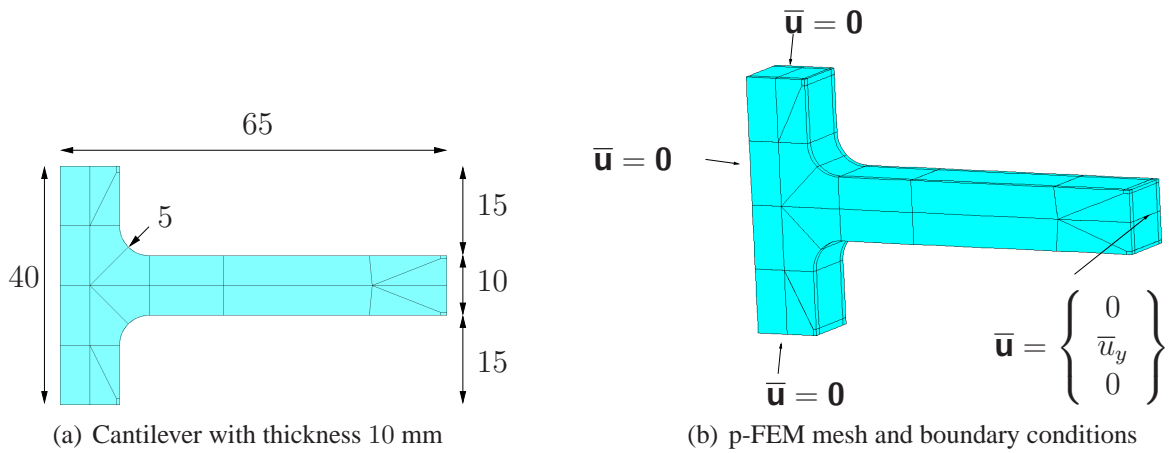 65
40
5
15
10
15
(a) Cantilever with thickness 10 mm
ū = 0
ū = 0
ū = 0
ū = { 0
ū_y
0 }
(b) p-FEM mesh and boundary conditions